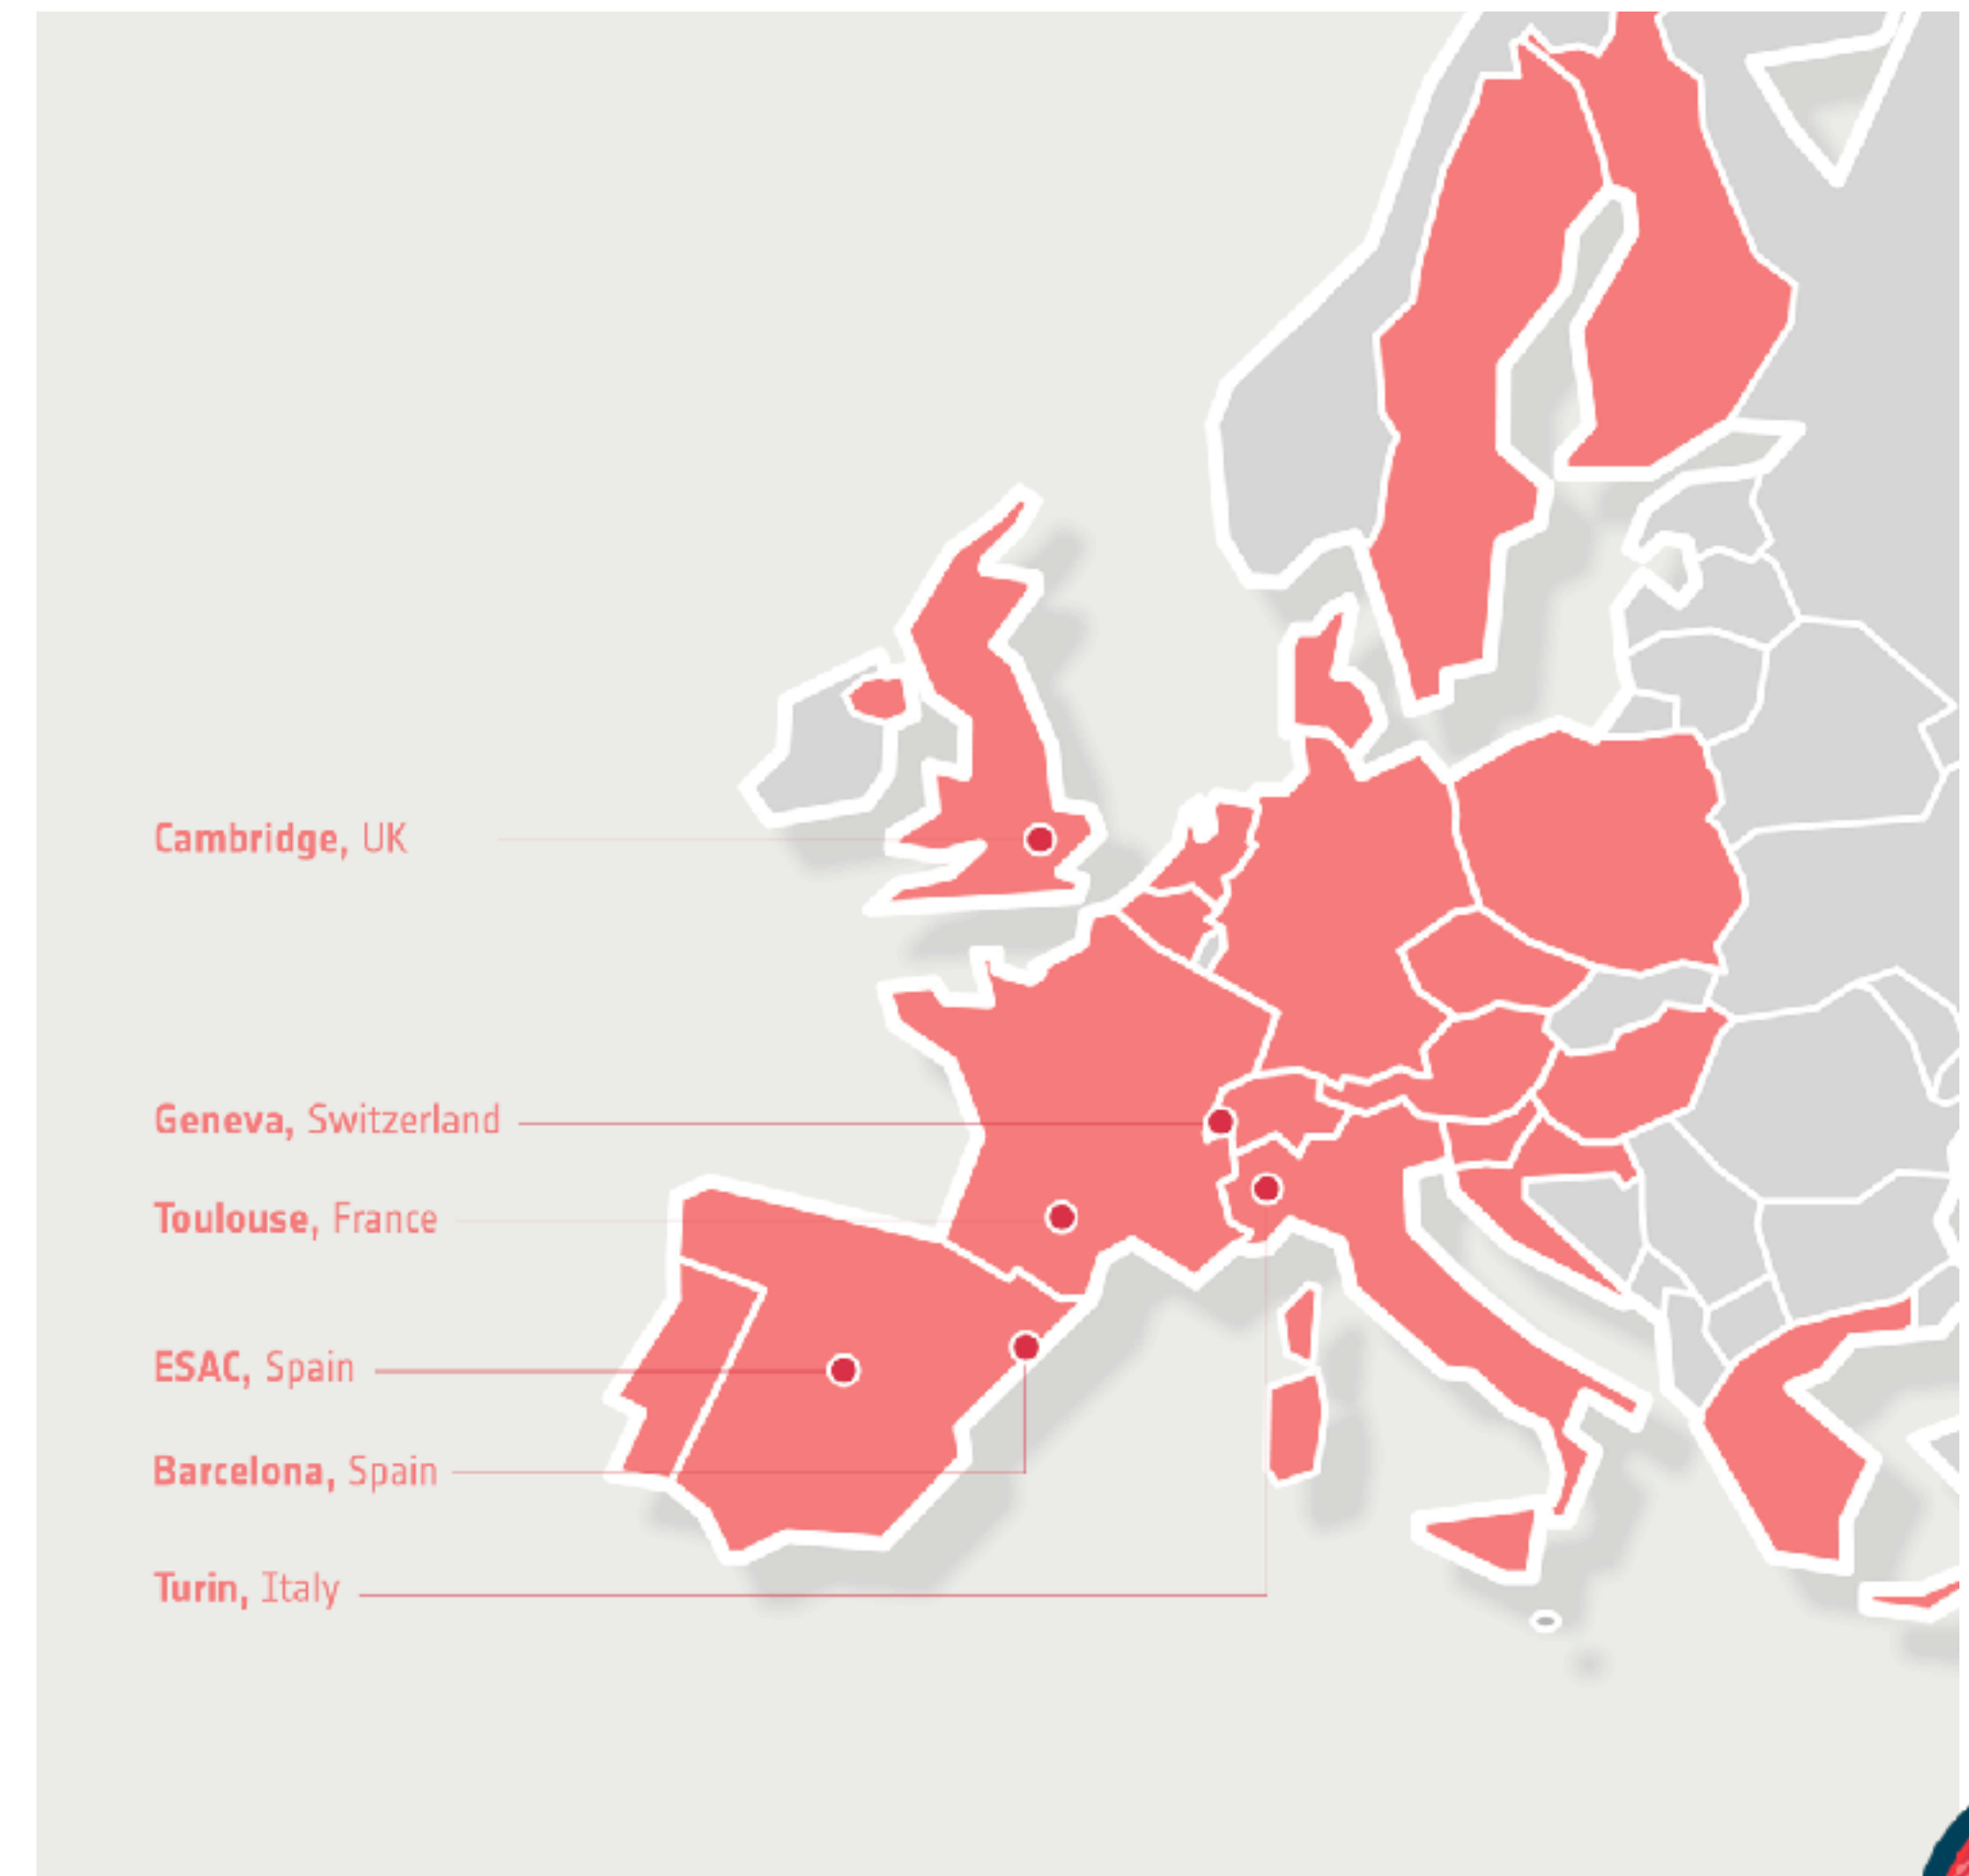 Cambridge, UK
Geneva, Switzerland
Toulouse, France
ESAC, Spain
Barcelona, Spain
Turin, Italy